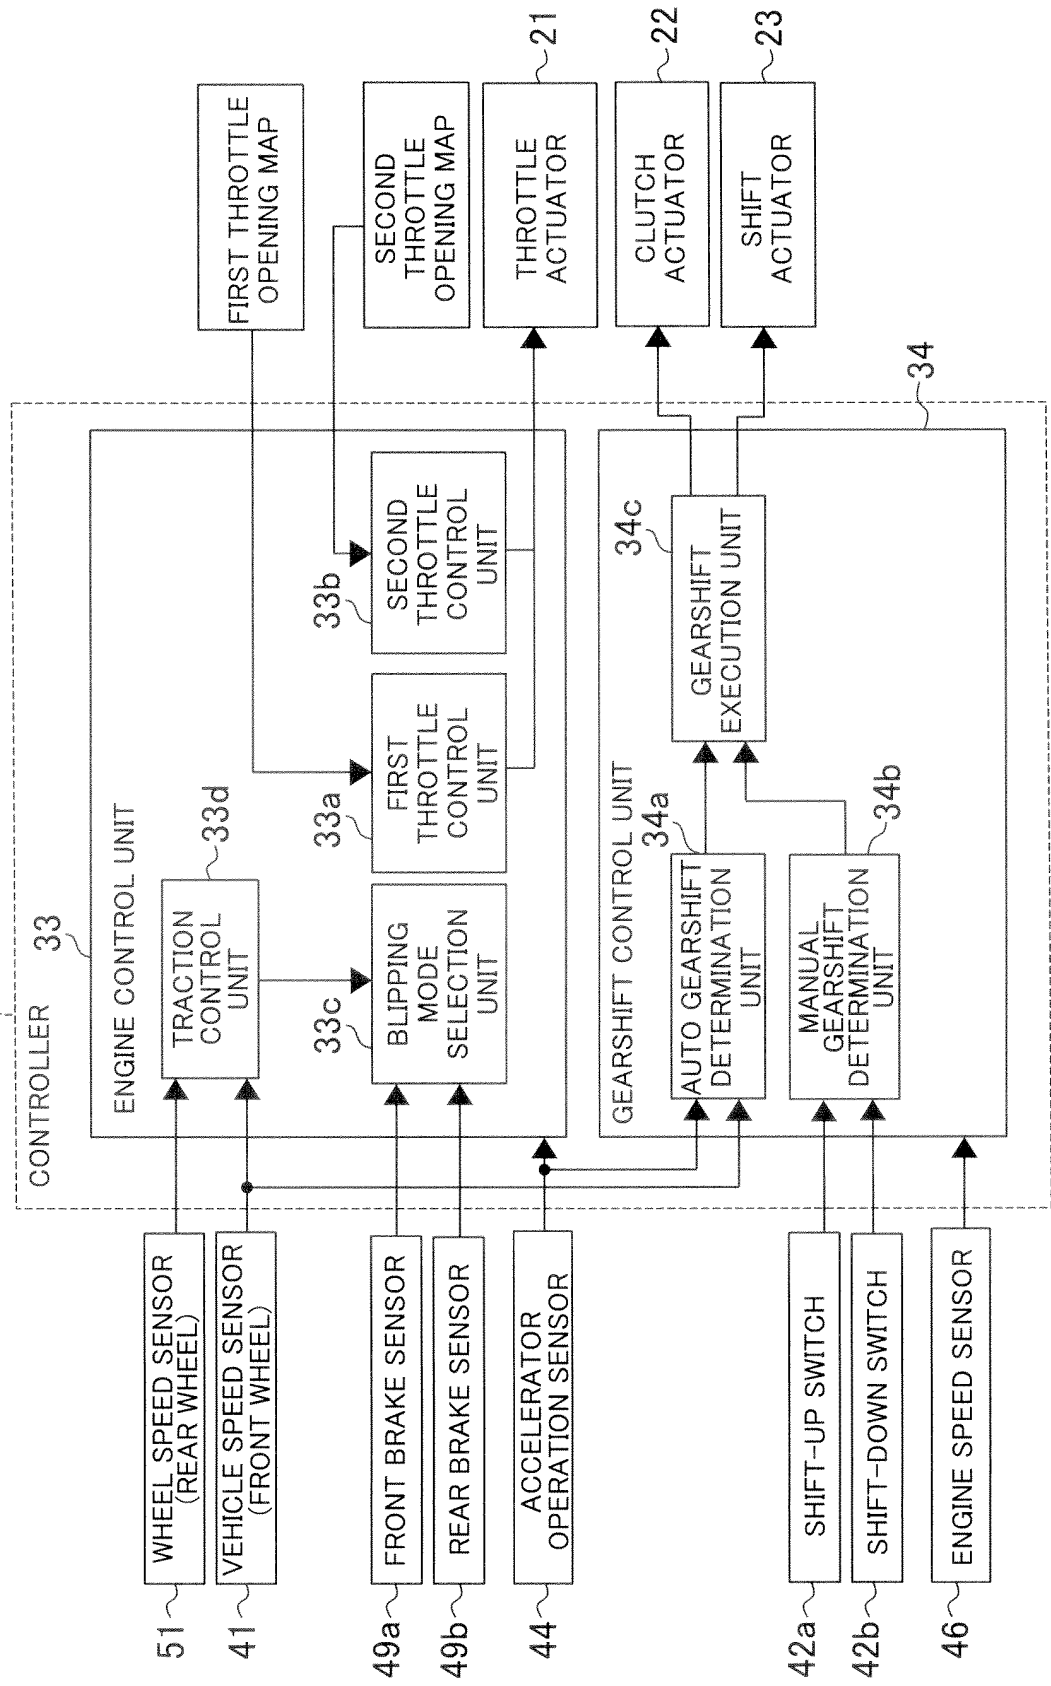 CONTROLLER
33
ENGINE CONTROL UNIT
51
WHEEL SPEED SENSOR
(REAR WHEEL)
41
VEHICLE SPEED SENSOR
(FRONT WHEEL)
TRACTION
CONTROL
UNIT
33d
FIRST THROTTLE
OPENING MAP
49a
FRONT BRAKE SENSOR
49b
REAR BRAKE SENSOR
33c
BLIPPING
MODE
SELECTION
UNIT
33a
FIRST
THROTTLE
CONTROL
UNIT
33b
SECOND
THROTTLE
CONTROL
UNIT
SECOND
THROTTLE
OPENING MAP
44
ACCELERATOR
OPERATION SENSOR
THROTTLE
ACTUATOR
21
GEARSHIFT CONTROL UNIT
34
34a
AUTO GEARSHIFT
DETERMINATION
UNIT
34c
GEARSHIFT
EXECUTION UNIT
CLUTCH
ACTUATOR
22
SHIFT
ACTUATOR
23
42a
SHIFT-UP SWITCH
42b
SHIFT-DOWN SWITCH
MANUAL
GEARSHIFT
DETERMINATION
UNIT
34b
46
ENGINE SPEED SENSOR